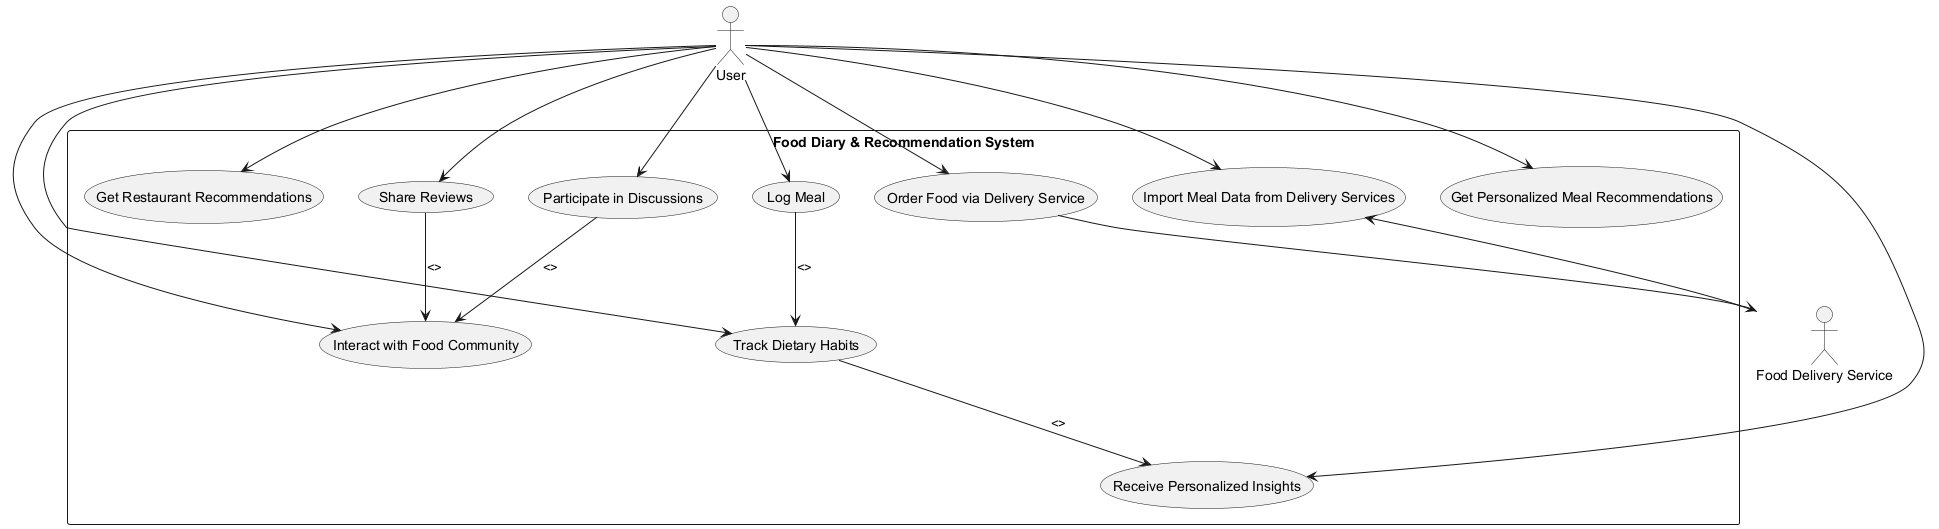 User
Food Diary & Recommendation System
Get Restaurant Recommendations
Share Reviews
Participate in Discussions
Log Meal
Order Food via Delivery Service
Import Meal Data from Delivery Services
Get Personalized Meal Recommendations
<>
<>
<>
Interact with Food Community
Track Dietary Habits
Food Delivery Service
<>
Receive Personalized Insights